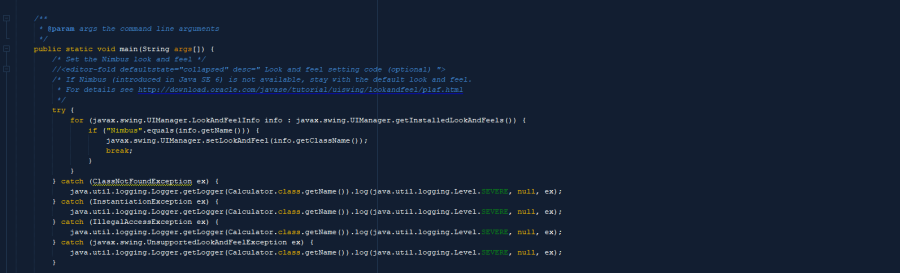 /**
* @param args the command line arguments
*/
public static void main(String args[]) {
/* Set the Nimbus look and feel */
//<editor-fold defaultstate="collapsed" desc=" Look and feel setting code (optional) ">
/* If Nimbus (introduced in Java SE 6) is not available, stay with the default look and feel.
* For details see http://download.oracle.com/javase/tutorial/uiswing/lookandfeel/plaf.html
*/
try {
for (javax.swing.UIManager.LookAndFeelInfo info : javax.swing.UIManager.getInstalledLookAndFeels()) {
if ("Nimbus".equals(info.getName())) {
javax.swing.UIManager.setLookAndFeel(info.getClassName());
break;
}
}
} catch (ClassNotFoundException ex) {
java.util.logging.Logger.getLogger(Calculator.class.getName()).log(java.util.logging.Level.SEVERE, null, ex);
} catch (InstantiationException ex) {
java.util.logging.Logger.getLogger(Calculator.class.getName()).log(java.util.logging.Level.SEVERE, null, ex);
} catch (IllegalAccessException ex) {
java.util.logging.Logger.getLogger(Calculator.class.getName()).log(java.util.logging.Level.SEVERE, null, ex);
} catch (javax.swing.UnsupportedLookAndFeelException ex) {
java.util.logging.Logger.getLogger(Calculator.class.getName()).log(java.util.logging.Level.SEVERE, null, ex);
}